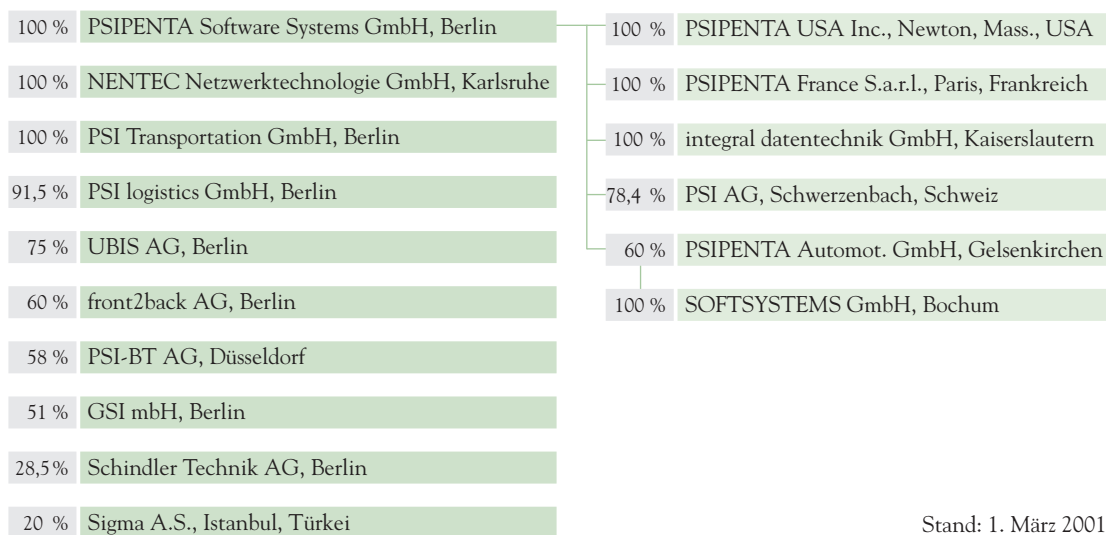 100 % PSIPENTA Software Systems GmbH, Berlin
100 % NENTEC Netzwerktechnologie GmbH, Karlsruhe
100 % PSI Transportation GmbH, Berlin
91,5 % PSI logistics GmbH, Berlin
75 % UBIS AG, Berlin
60 % front2back AG, Berlin
58 % PSI-BT AG, Düsseldorf
51 % GSI mbH, Berlin
28,5% Schindler Technik AG, Berlin
20 % Sigma A.S., Istanbul, Türkei
100 % PSIPENTA USA Inc., Newton, Mass., USA
100 % PSIPENTA France S.a.r.l., Paris, Frankreich
100 % integral datentechnik GmbH, Kaiserslautern
78,4 % PSI AG, Schwerzenbach, Schweiz
60 % PSIPENTA Automot. GmbH, Gelsenkirchen
100 % SOFTSYSTEMS GmbH, Bochum
Stand: 1. März 2001